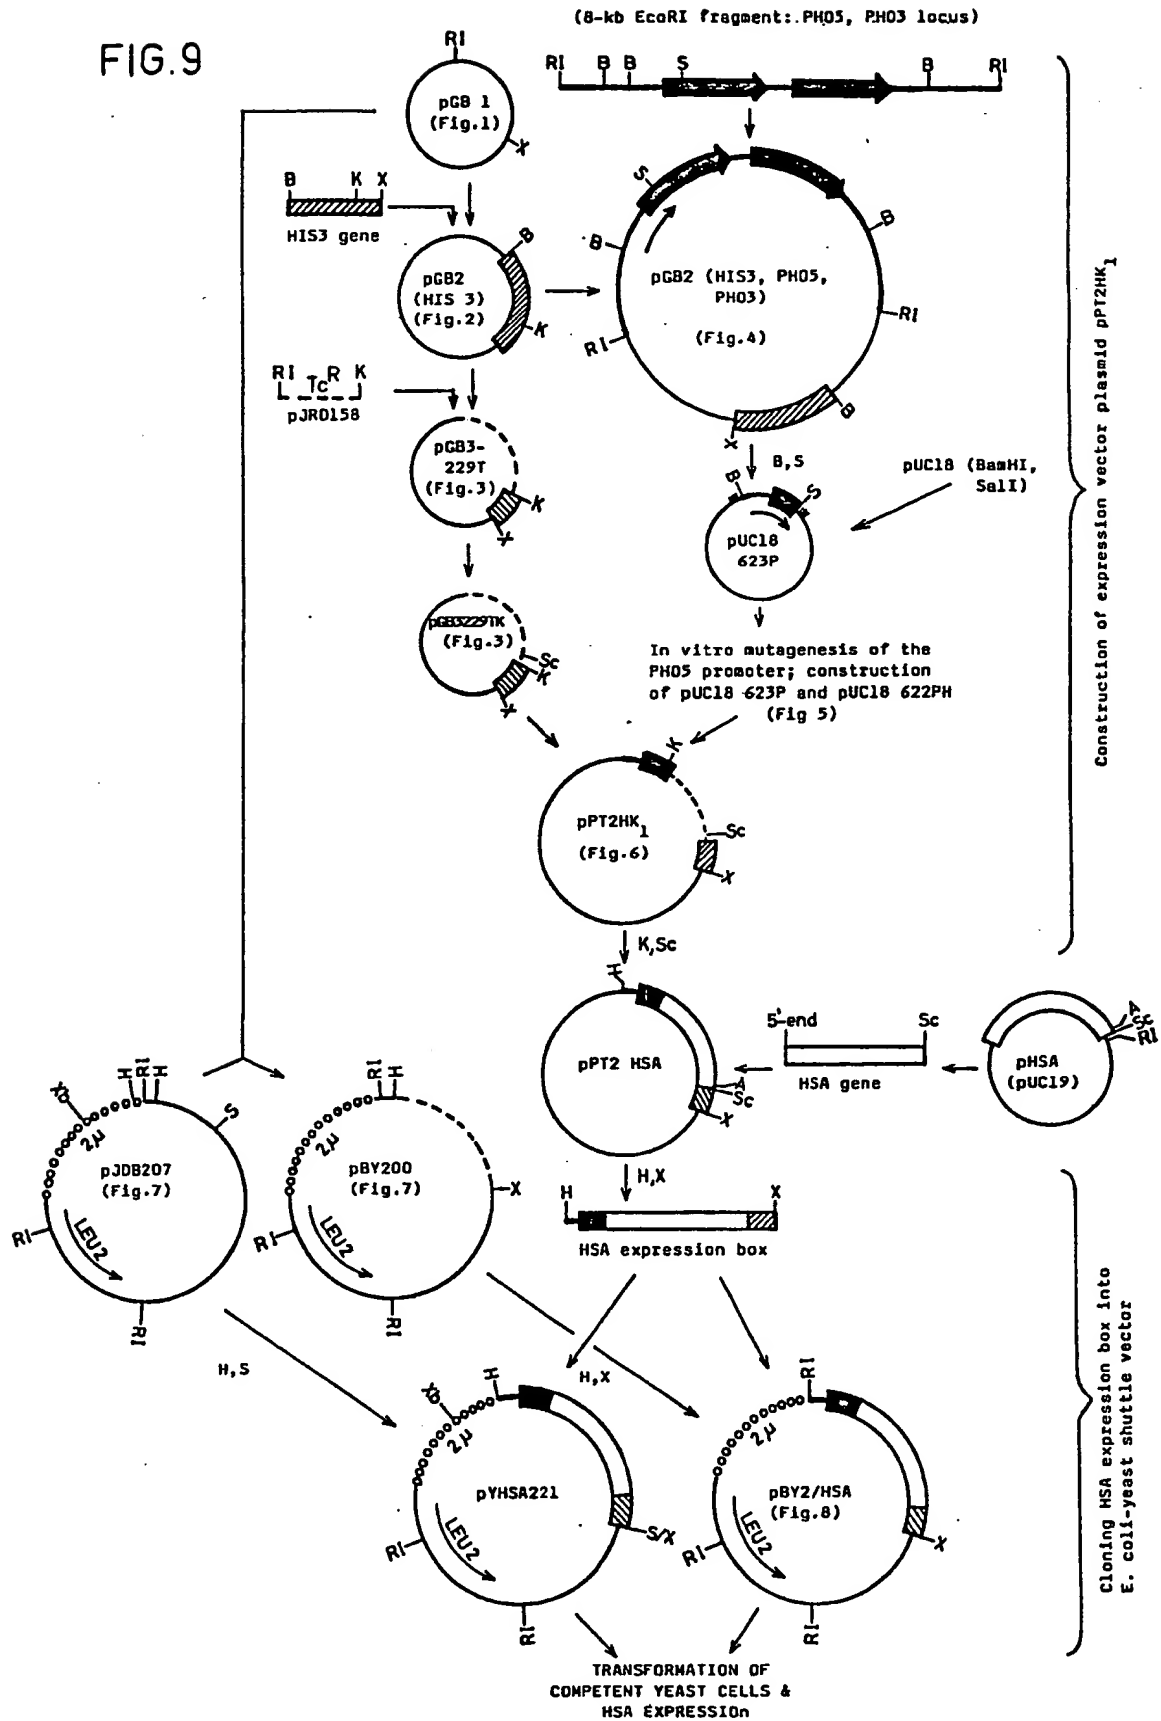 FIG.9
(8-kb EcoRI fragment: PHO5, PHO3 locus)
RI
RI B B S B RI
pGB 1
(Fig.1)
X
B K X
HIS3 gene
pGB2
(HIS 3)
(Fig.2)
B
K
S
B
B
RI
RI
B
X
pGB2 (HIS3, PHO5,
PHO3)
(Fig.4)
RI TcR K
pJRD158
pGB3-
229T
(Fig.3)
K
X
B,S
pUC18 (BamHI,
SalI)
B
S
pUC18
623P
pGB3229TK
(Fig.3)
Sc
K
X
In vitro mutagenesis of the
PHO5 promoter; construction
of pUC18 623P and pUC18 622PH
(Fig 5)
K
pPT2HK1
(Fig.6)
Sc
X
K,Sc
Construction of expression vector plasmid pPT2HK1
H
pPT2 HSA
A
Sc
X
5'-end Sc
HSA gene
pHSA
(pUC19)
A
Sc
RI
H,X
H X
HSA expression box
Xb
H RI H
S
2μ
pJDB207
(Fig.7)
LEU2
RI
RI
RI H
2μ
pBY200
(Fig.7)
X
LEU2
RI
RI
H,S
H,X
Xb
H
2μ
pYHSA221
S/X
LEU2
RI
RI
RI
2μ
pBY2/HSA
(Fig.8)
X
LEU2
RI
RI
Cloning HSA expression box into
E. coli-yeast shuttle vector
TRANSFORMATION OF
COMPETENT YEAST CELLS &
HSA EXPRESSIOn